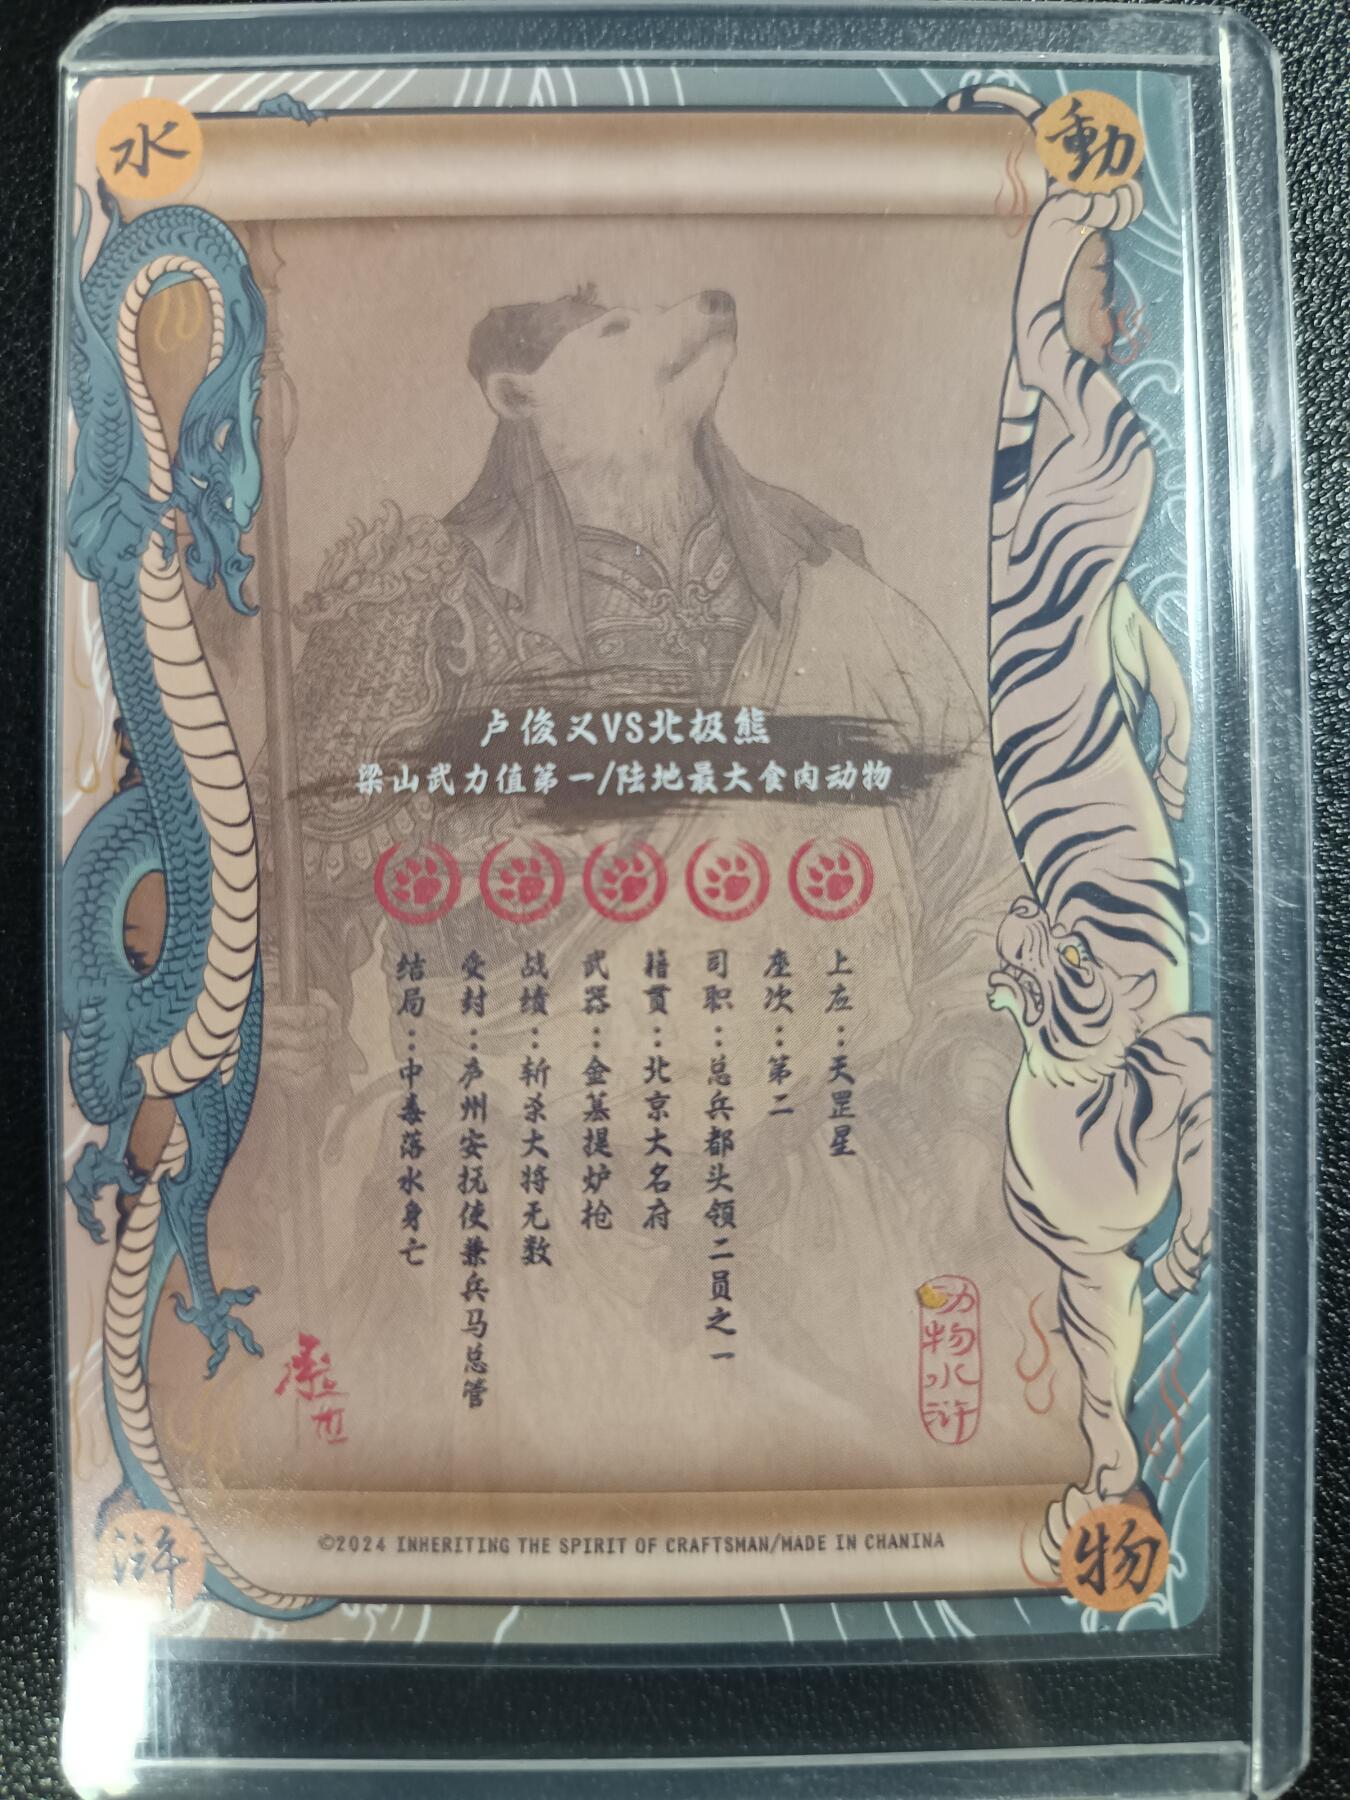 動物
水滸
卢俊义VS北极熊
梁山武力值第一/陆地最大食肉动物
上应：天罡星
座次：第二
司职：总兵都头领二员之一
籍贯：北京大名府
武器：金墓提炉枪
战绩：斩杀大将无数
受封：庐州安抚使兼兵马总管
结局：中毒落水身亡
动物水浒
承世
©2024 INHERITING THE SPIRIT OF CRAFTSMAN/MADE IN CHANINA